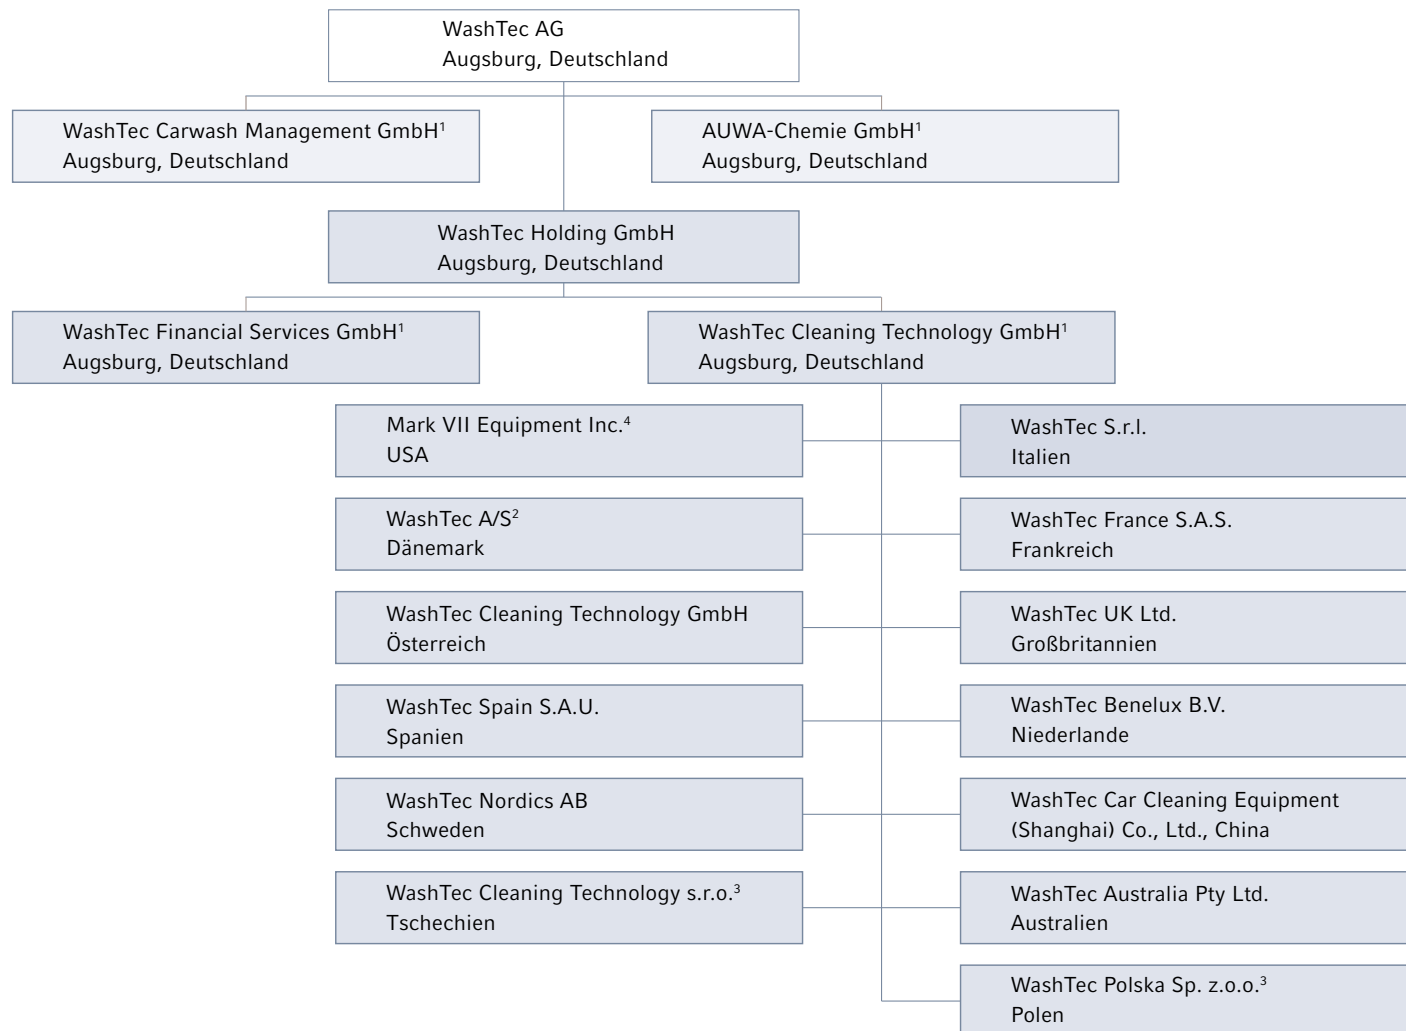 WashTec AG
Augsburg, Deutschland
WashTec Carwash Management GmbH¹
Augsburg, Deutschland
AUWA-Chemie GmbH¹
Augsburg, Deutschland
WashTec Holding GmbH
Augsburg, Deutschland
WashTec Financial Services GmbH¹
Augsburg, Deutschland
WashTec Cleaning Technology GmbH¹
Augsburg, Deutschland
Mark VII Equipment Inc.⁴
USA
WashTec S.r.l.
Italien
WashTec A/S²
Dänemark
WashTec France S.A.S.
Frankreich
WashTec Cleaning Technology GmbH
Österreich
WashTec UK Ltd.
Großbritannien
WashTec Spain S.A.U.
Spanien
WashTec Benelux B.V.
Niederlande
WashTec Nordics AB
Schweden
WashTec Car Cleaning Equipment
(Shanghai) Co., Ltd., China
WashTec Cleaning Technology s.r.o.³
Tschechien
WashTec Australia Pty Ltd.
Australien
WashTec Polska Sp. z.o.o.³
Polen